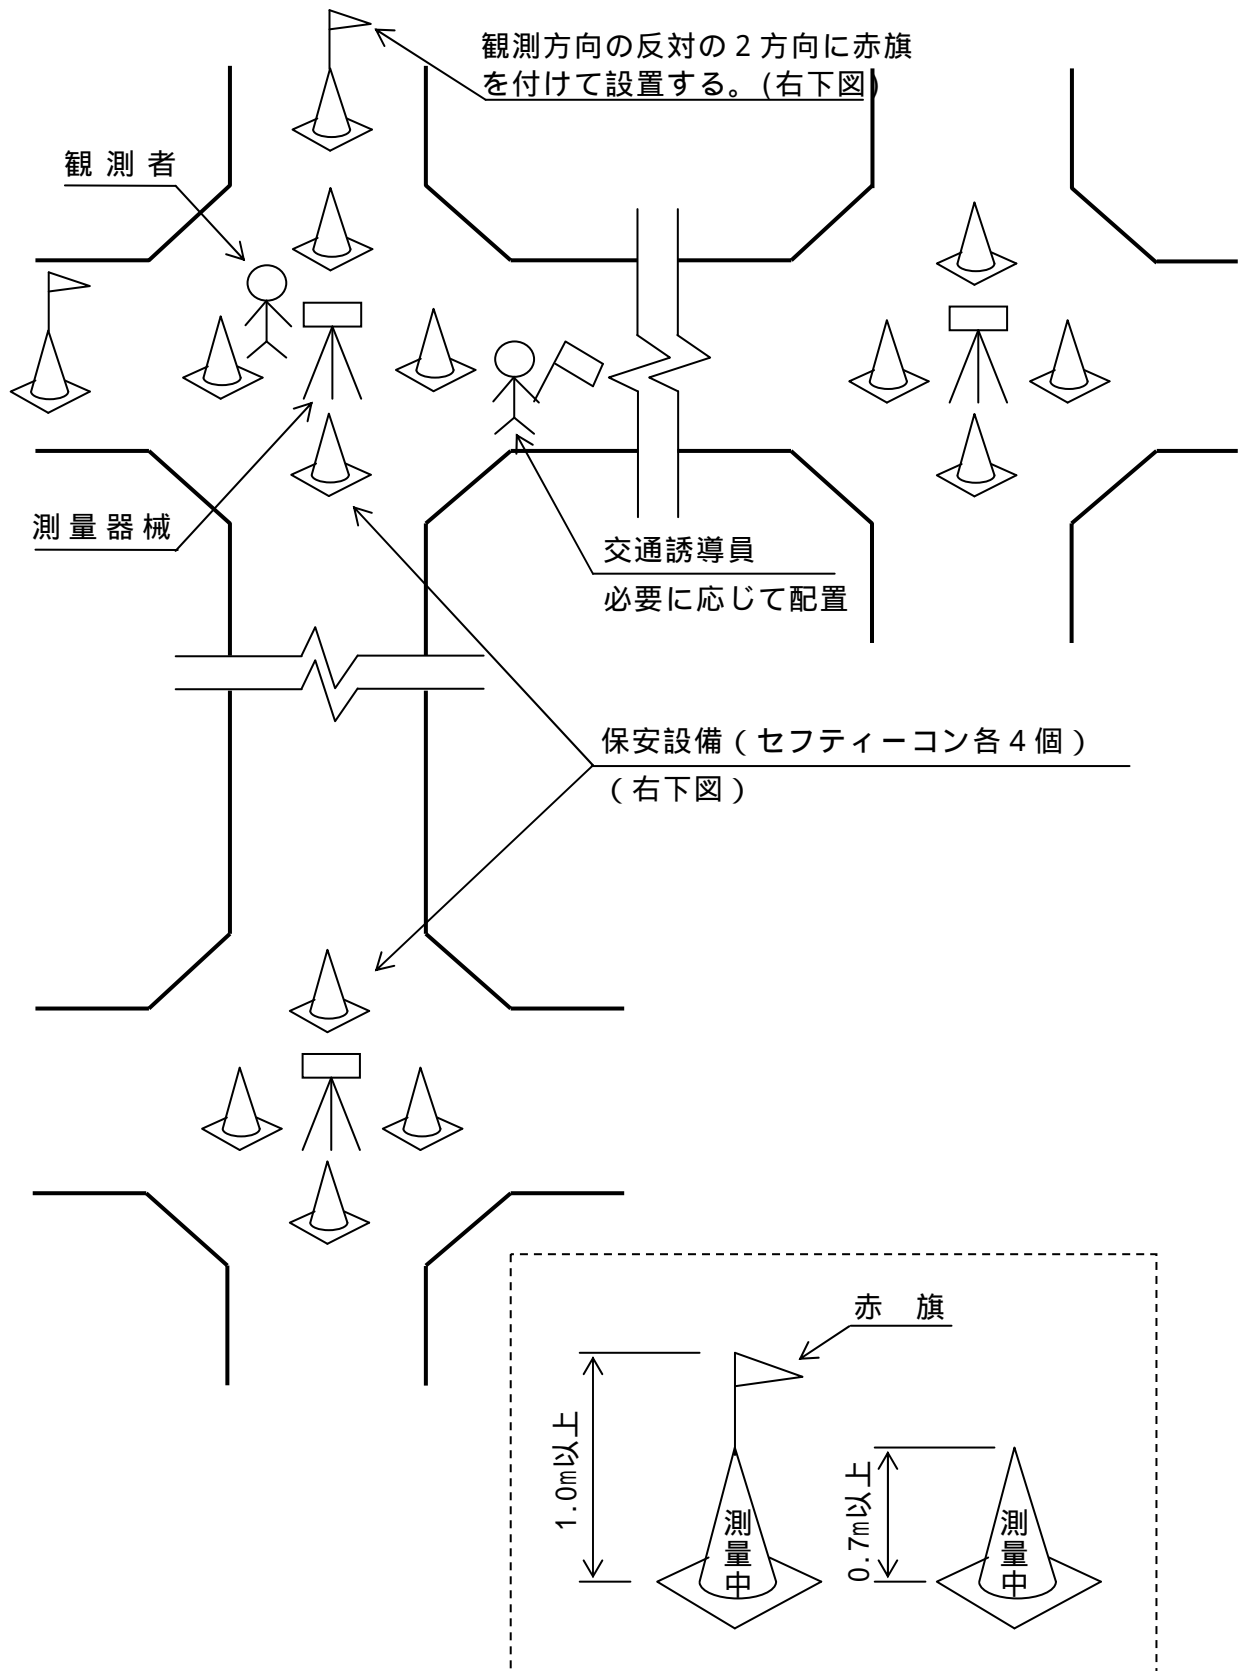 観測方向の反対の２方向に赤旗
を付けて設置する。(右下図)
観 測 者
測 量 器 械
交通誘導員
必要に応じて配置
保安設備（セフティーコン各４個）
（右下図）
赤　旗
1.0m以上
0.7m以上
測量中
測量中